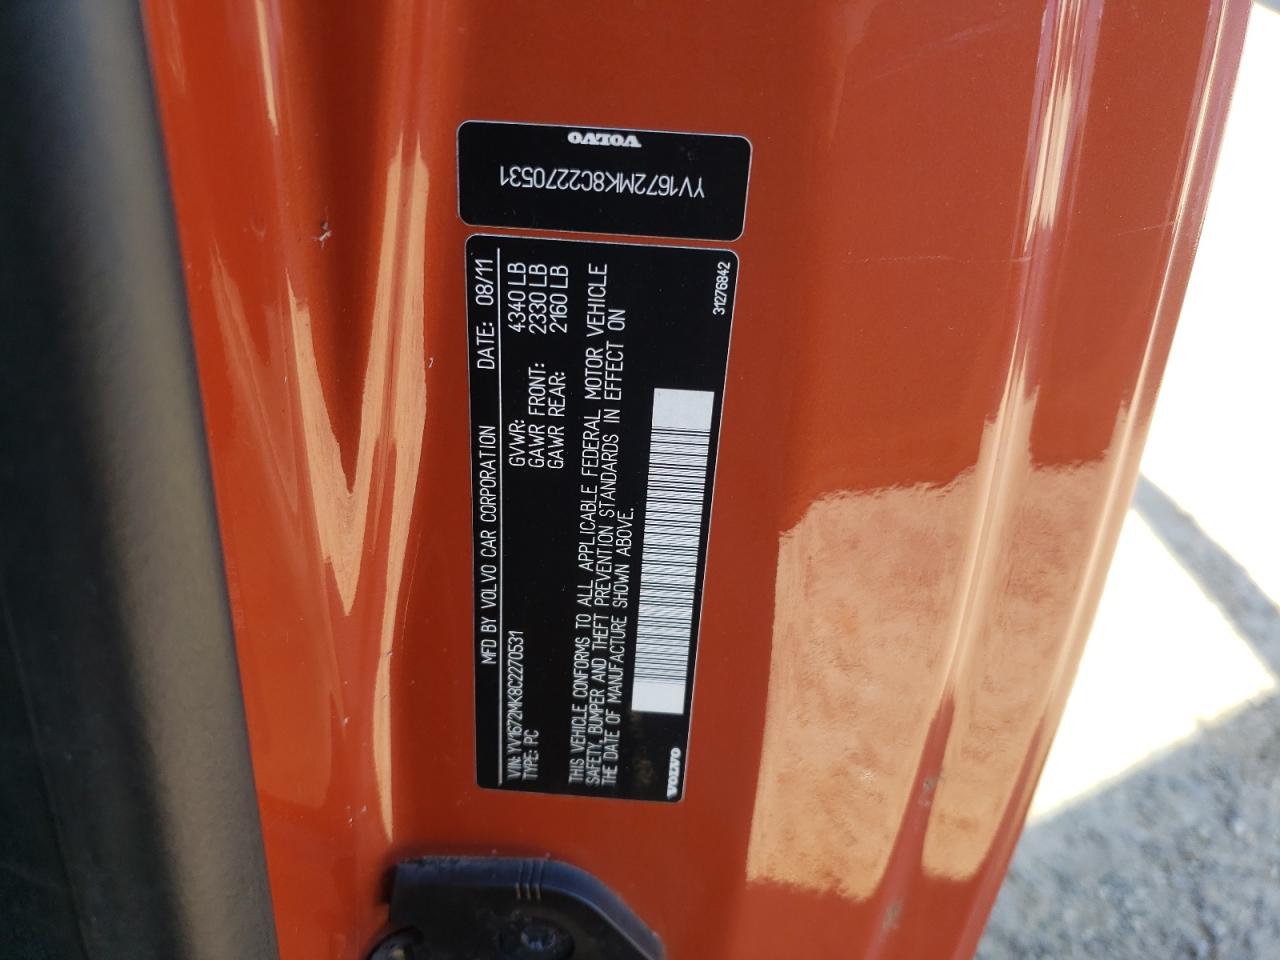 VOLVO
YV1672MK8C2270531
MFD BY VOLVO CAR CORPORATION DATE: 08/11
VIN: YV1672MK8C2270531 GVWR: 4340 LB
TYPE: PC GAWR FRONT: 2330 LB
GAWR REAR: 2160 LB
THIS VEHICLE CONFORMS TO ALL APPLICABLE FEDERAL MOTOR VEHICLE
SAFETY, BUMPER AND THEFT PREVENTION STANDARDS IN EFFECT ON
THE DATE OF MANUFACTURE SHOWN ABOVE.
VOLVO
31276842